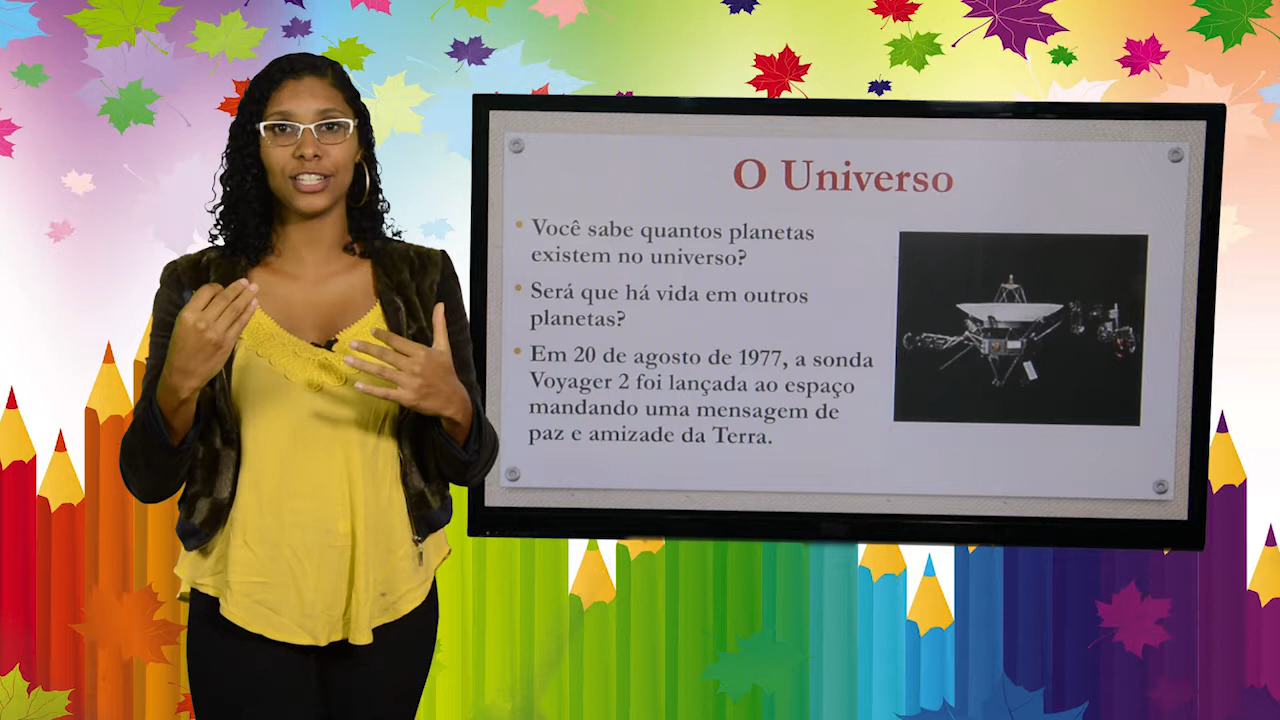 O Universo
• Você sabe quantos planetas
existem no universo?
• Será que há vida em outros
planetas?
• Em 20 de agosto de 1977, a sonda
Voyager 2 foi lançada ao espaço
mandando uma mensagem de
paz e amizade da Terra.